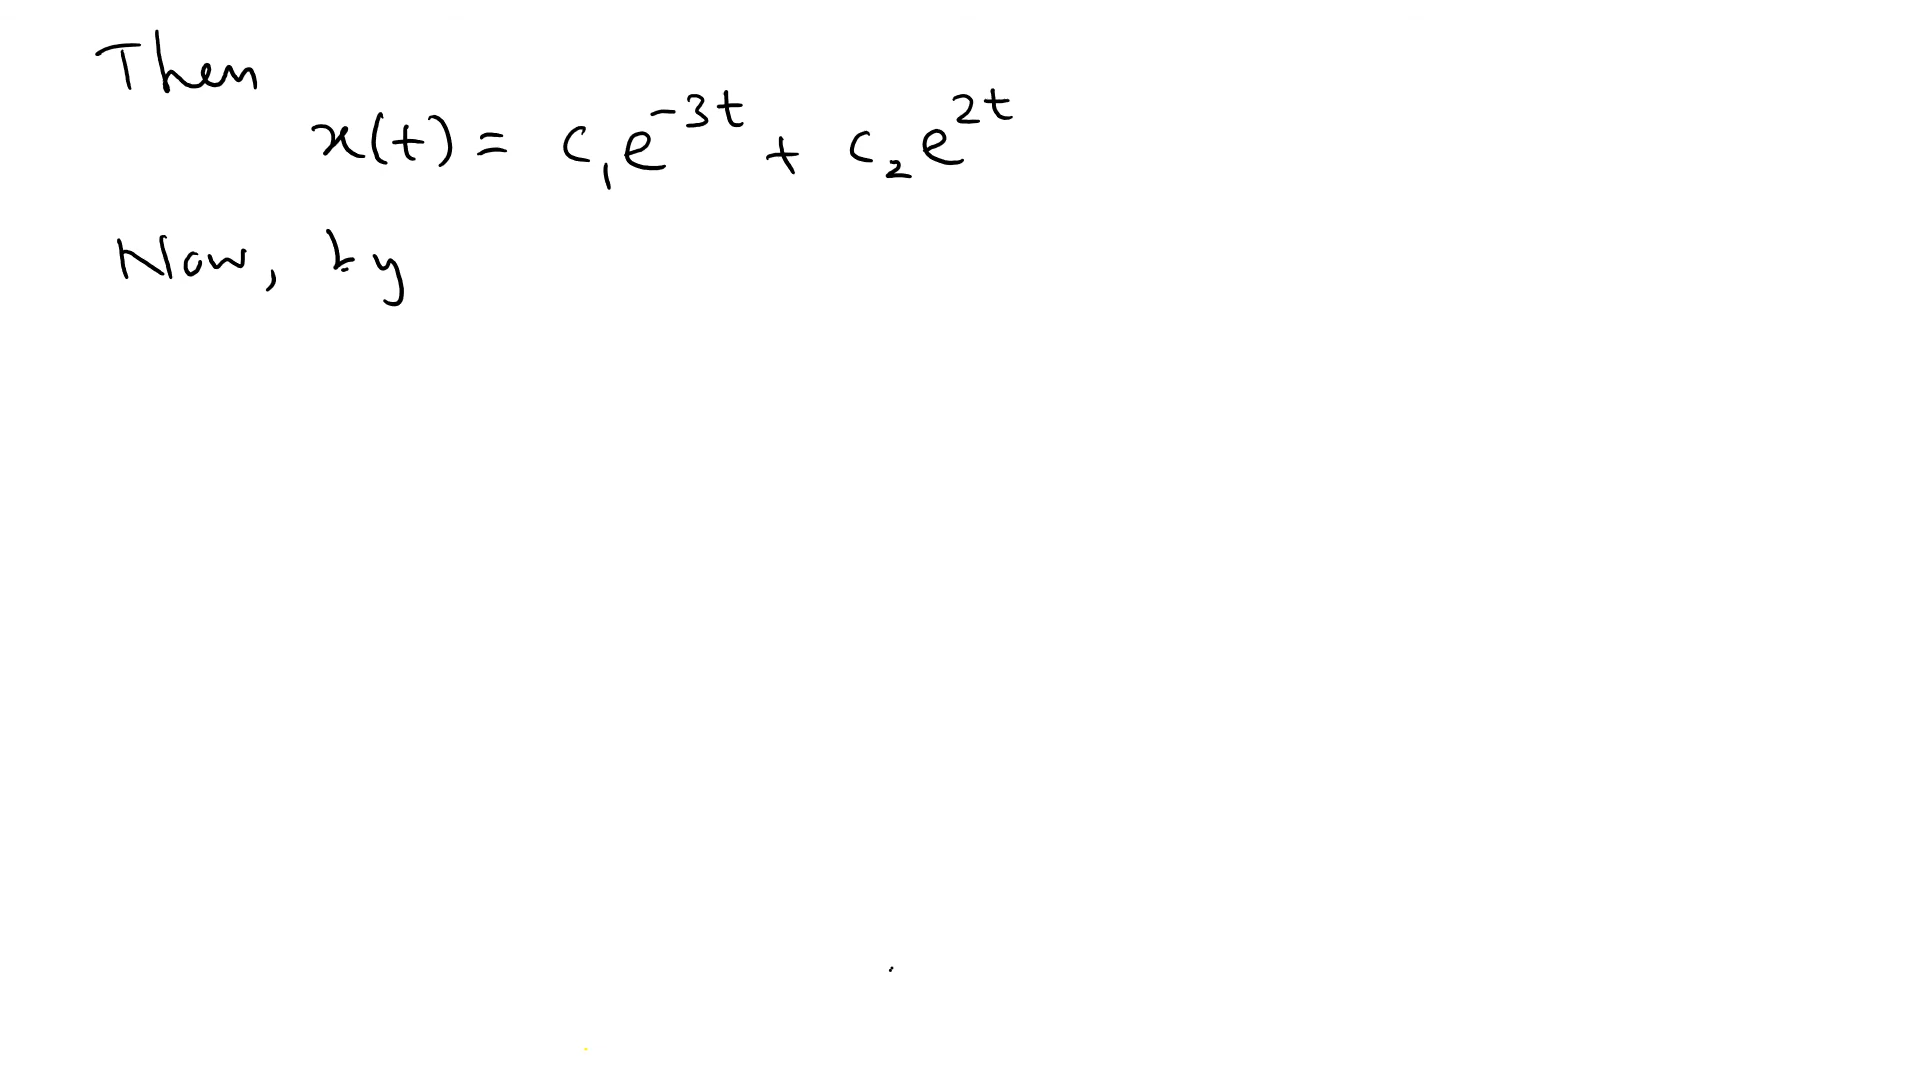 Then
x(t) = c₁e^{-3t} + c₂e^{2t}
Now, by